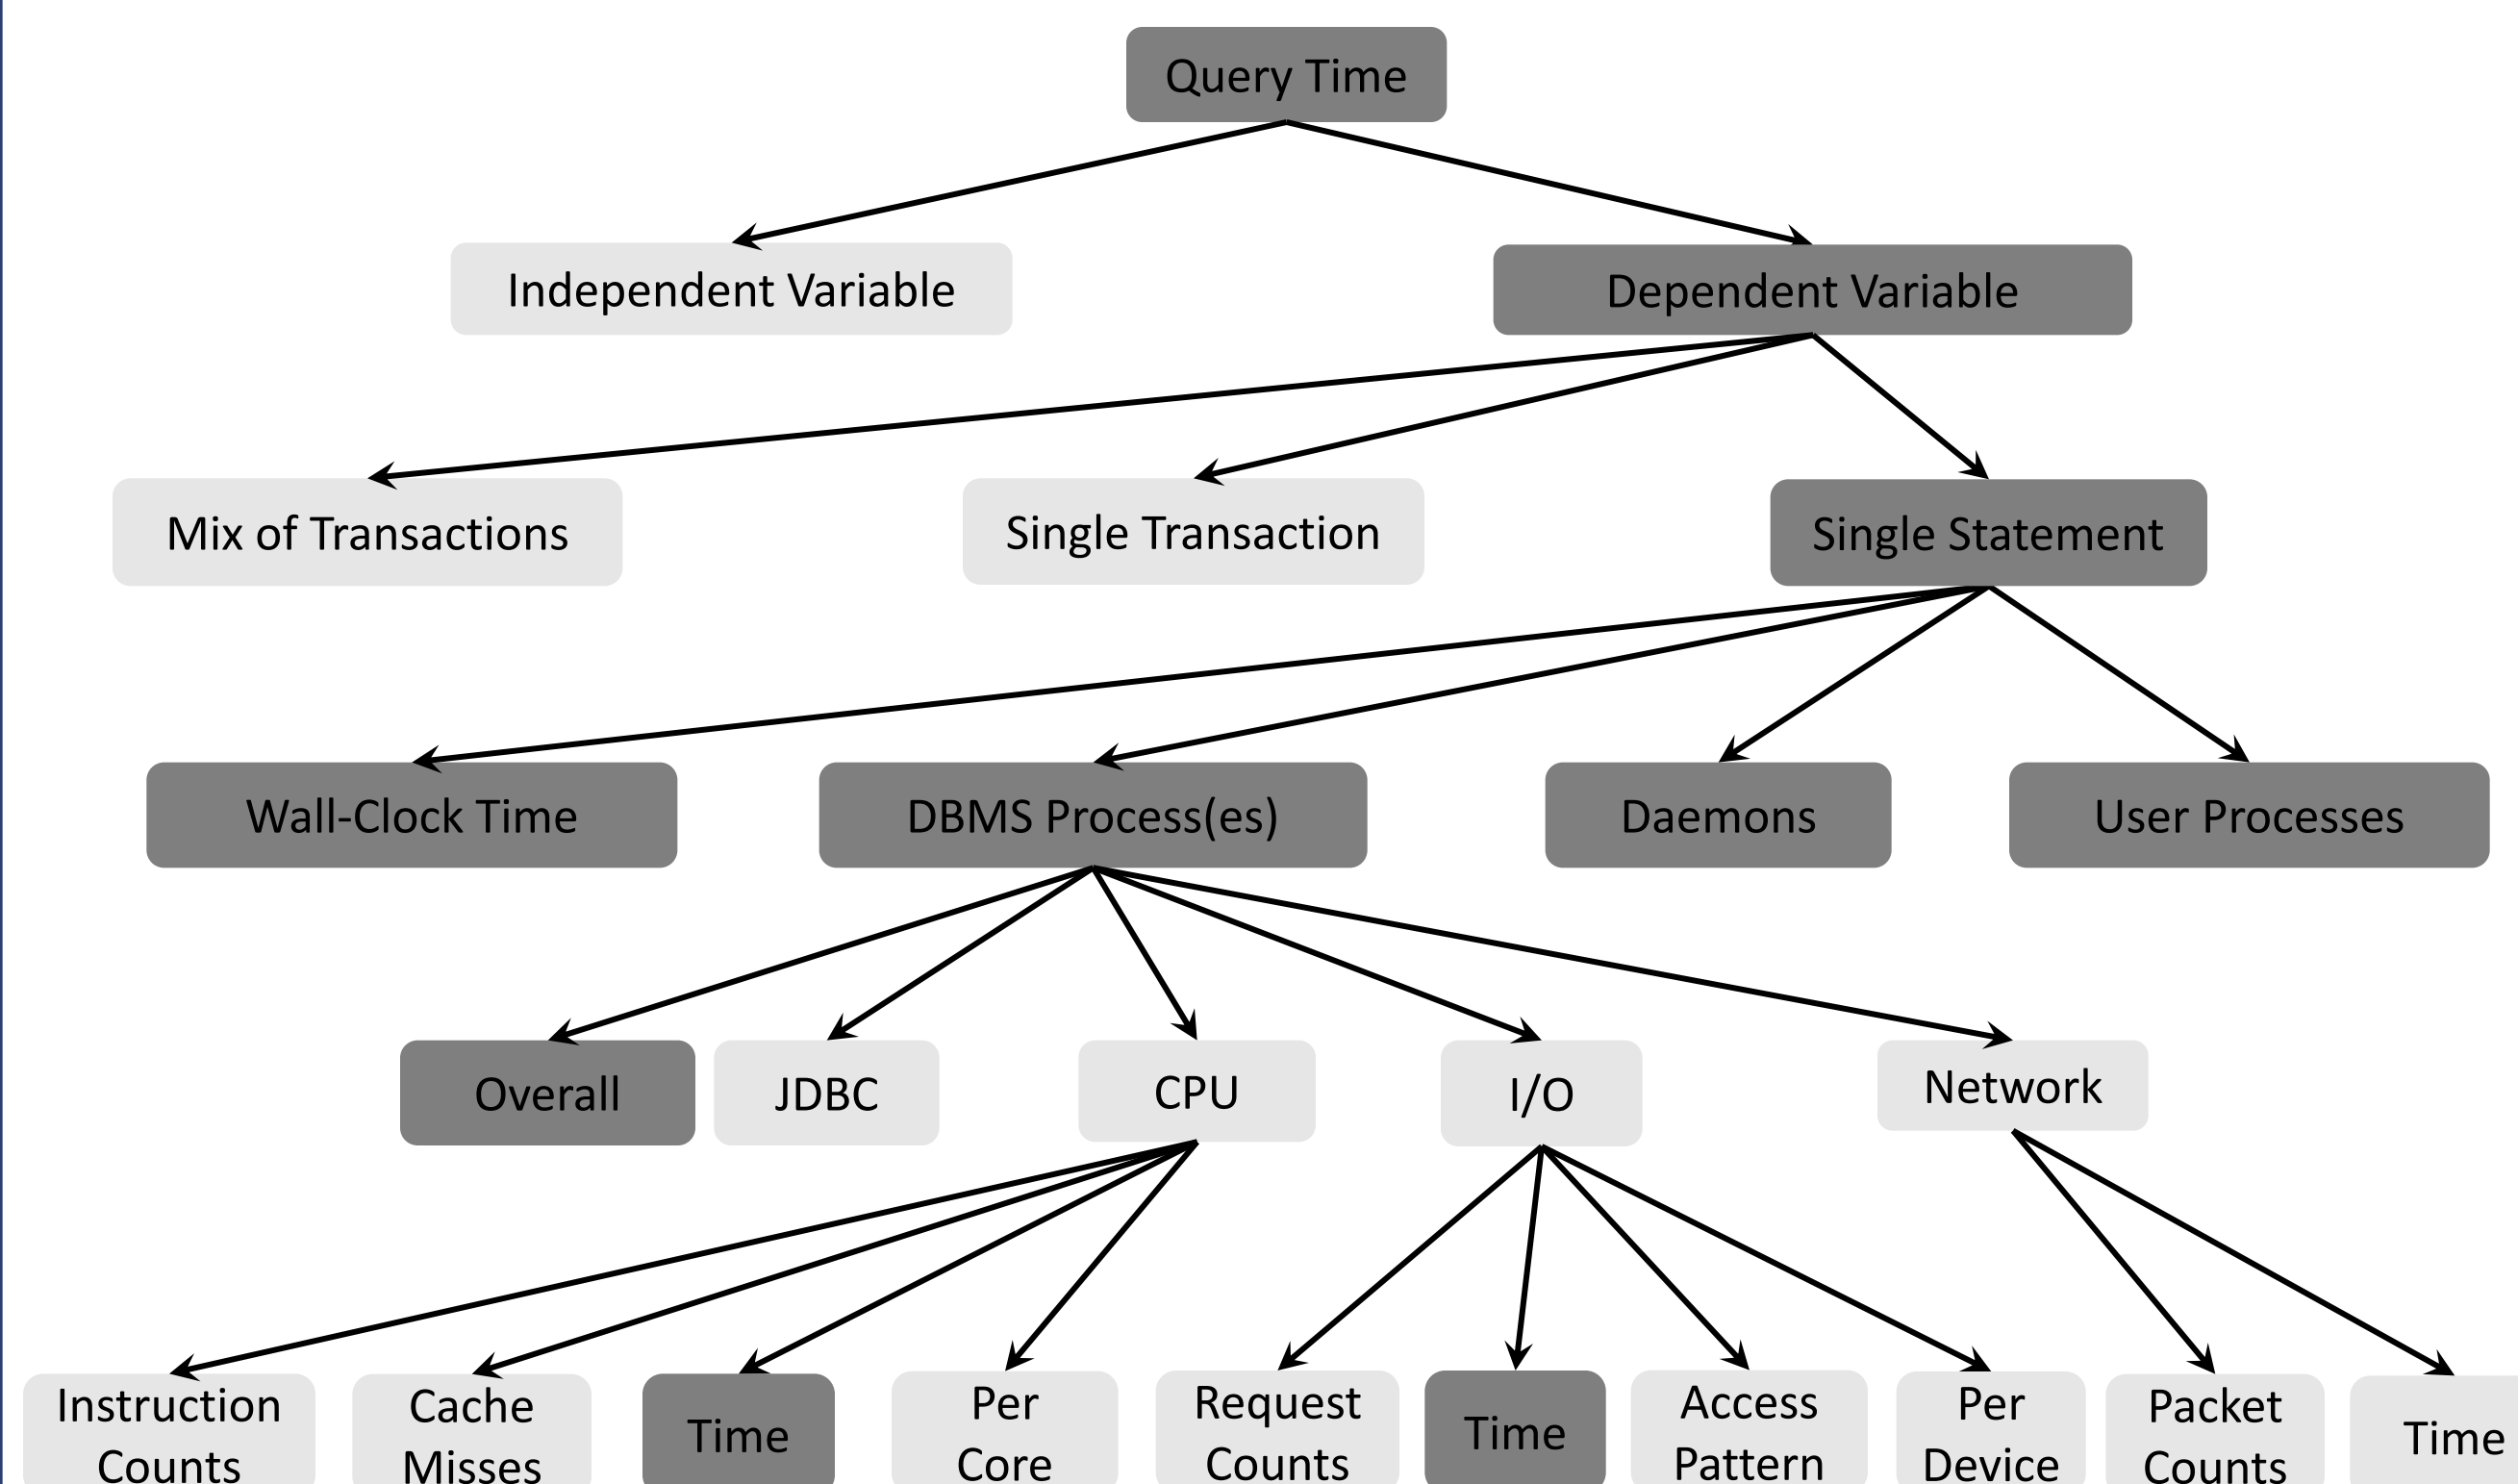 Query Time
Independent Variable
Dependent Variable
Mix of Transactions
Single Transaction
Single Statement
Wall-Clock Time
DBMS Process(es)
Daemons
User Processes
Overall
JDBC
CPU
I/O
Network
Instruction
Counts
Cache
Misses
Time
Per
Core
Request
Counts
Time
Access
Pattern
Per
Device
Packet
Counts
Time